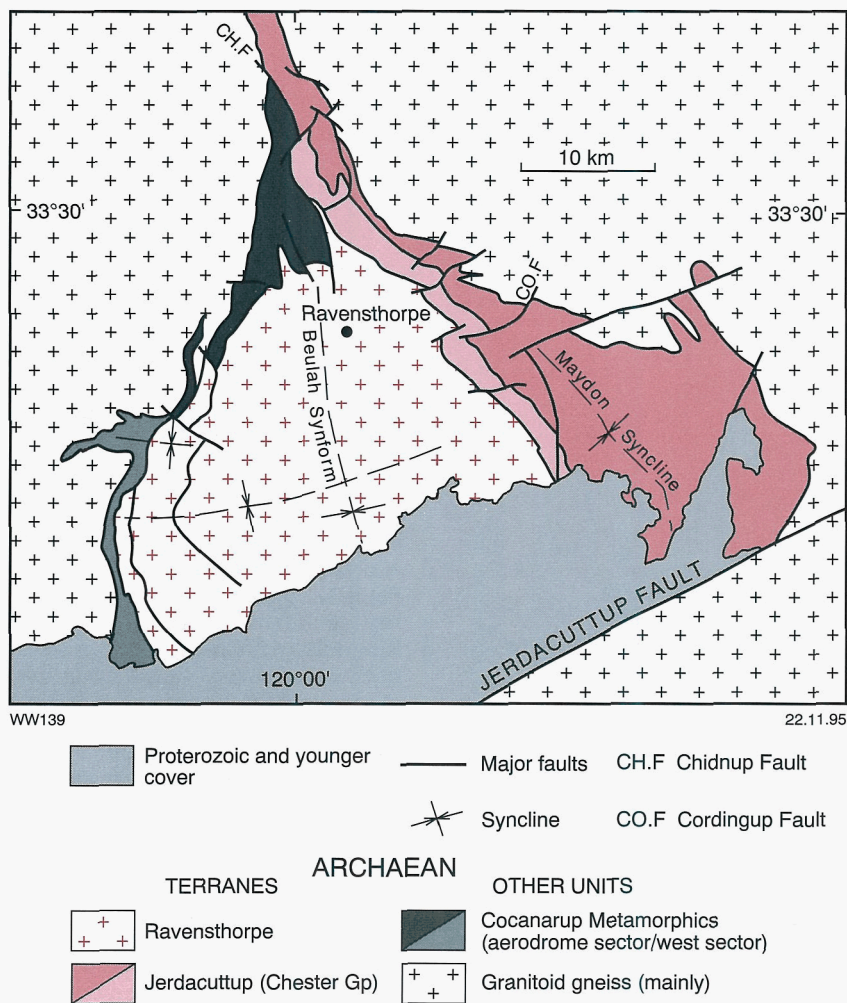 CH.F
10 km
33°30'
33°30'
CO.F
Ravensthorpe
Beulah Synform
Maydon Syncline
JERDACUTTUP FAULT
120°00'
WW139
22.11.95
Proterozoic and younger
cover
Major faults
CH.F Chidnup Fault
Syncline
CO.F Cordingup Fault
ARCHAEAN
TERRANES
OTHER UNITS
Ravensthorpe
Cocanarup Metamorphics
(aerodrome sector/west sector)
Jerdacuttup (Chester Gp)
Granitoid gneiss (mainly)